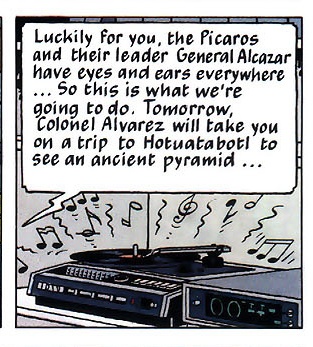 Luckily for you, the Picaros
and their leader General Alcazar
have eyes and ears everywhere
... So this is what we're
going to do. Tomorrow,
Colonel Alvarez will take you
on a trip to Hotuatabotl to
see an ancient pyramid ...